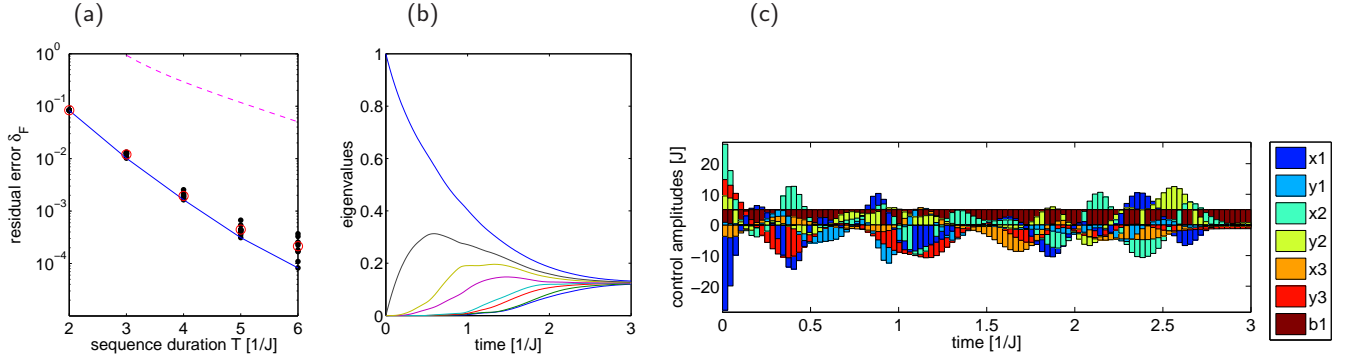 (a)
10^0
10^-1
10^-2
10^-3
10^-4
residual error δ_F
2 3 4 5 6
sequence duration T [1/J]
(b)
1
0.8
0.6
0.4
0.2
0
eigenvalues
0 1 2 3
time [1/J]
(c)
20
10
0
-10
-20
control amplitudes [J]
0 0.5 1 1.5 2 2.5 3
time [1/J]
x1
y1
x2
y2
x3
y3
b1